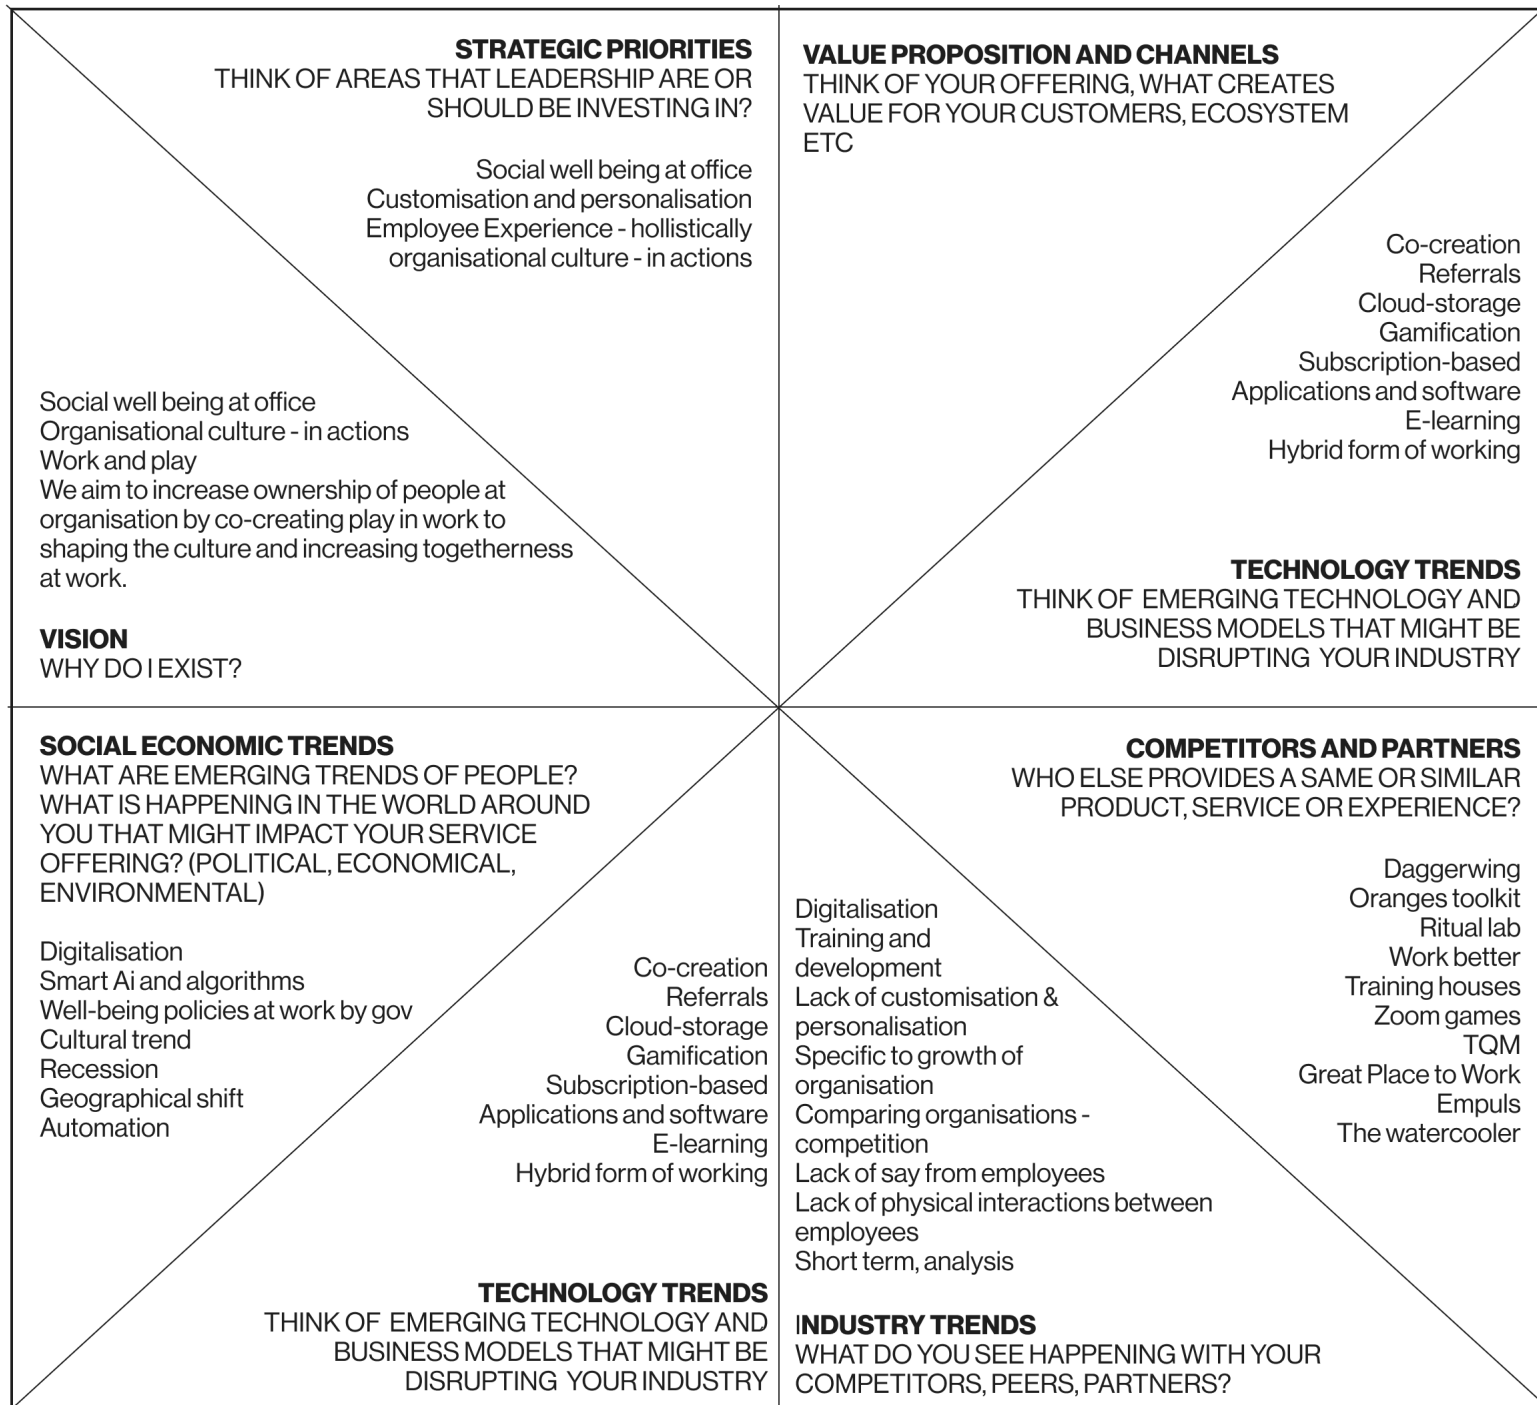 STRATEGIC PRIORITIES
THINK OF AREAS THAT LEADERSHIP ARE OR
SHOULD BE INVESTING IN?
Social well being at office
Customisation and personalisation
Employee Experience - hollistically
organisational culture - in actions
Social well being at office
Organisational culture - in actions
Work and play
We aim to increase ownership of people at
organisation by co-creating play in work to
shaping the culture and increasing togetherness
at work.
VISION
WHY DO I EXIST?
VALUE PROPOSITION AND CHANNELS
THINK OF YOUR OFFERING, WHAT CREATES
VALUE FOR YOUR CUSTOMERS, ECOSYSTEM
ETC
Co-creation
Referrals
Cloud-storage
Gamification
Subscription-based
Applications and software
E-learning
Hybrid form of working
TECHNOLOGY TRENDS
THINK OF EMERGING TECHNOLOGY AND
BUSINESS MODELS THAT MIGHT BE
DISRUPTING YOUR INDUSTRY
SOCIAL ECONOMIC TRENDS
WHAT ARE EMERGING TRENDS OF PEOPLE?
WHAT IS HAPPENING IN THE WORLD AROUND
YOU THAT MIGHT IMPACT YOUR SERVICE
OFFERING? (POLITICAL, ECONOMICAL,
ENVIRONMENTAL)
Digitalisation
Smart Ai and algorithms
Well-being policies at work by gov
Cultural trend
Recession
Geographical shift
Automation
Co-creation
Referrals
Cloud-storage
Gamification
Subscription-based
Applications and software
E-learning
Hybrid form of working
TECHNOLOGY TRENDS
THINK OF EMERGING TECHNOLOGY AND
BUSINESS MODELS THAT MIGHT BE
DISRUPTING YOUR INDUSTRY
Digitalisation
Training and
development
Lack of customisation &
personalisation
Specific to growth of
organisation
Comparing organisations -
competition
Lack of say from employees
Lack of physical interactions between
employees
Short term, analysis
INDUSTRY TRENDS
WHAT DO YOU SEE HAPPENING WITH YOUR
COMPETITORS, PEERS, PARTNERS?
COMPETITORS AND PARTNERS
WHO ELSE PROVIDES A SAME OR SIMILAR
PRODUCT, SERVICE OR EXPERIENCE?
Daggerwing
Oranges toolkit
Ritual lab
Work better
Training houses
Zoom games
TQM
Great Place to Work
Empuls
The watercooler